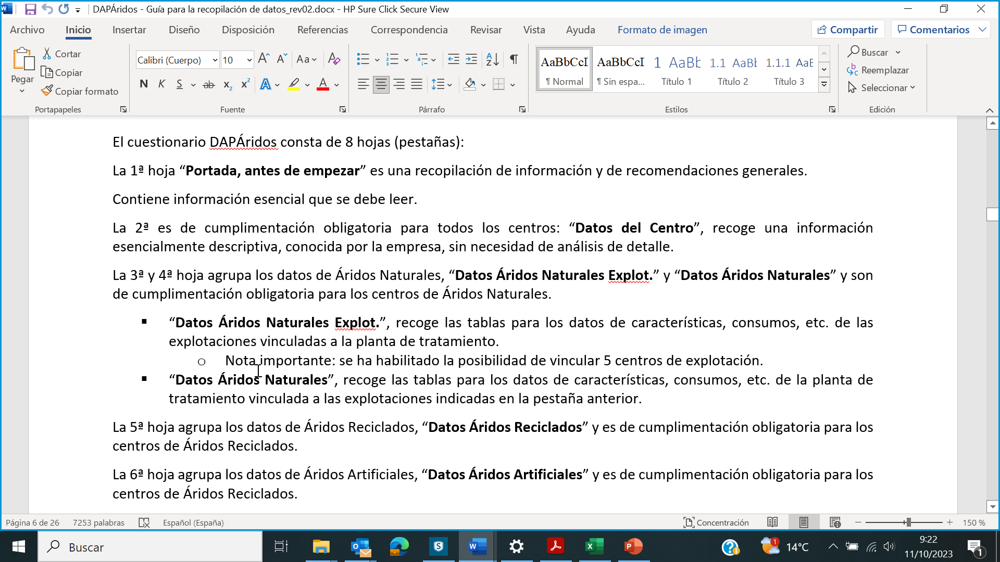 DAPÁridos - Guía para la recopilación de datos_rev02.docx - HP Sure Click Secure View
Archivo Inicio Insertar Diseño Disposición Referencias Correspondencia Revisar Vista Ayuda Formato de imagen Compartir Comentarios
Pegar
Cortar
Copiar
Copiar formato
Portapapeles
Calibri (Cuerpo) 10
Fuente
Párrafo
AaBbCcI AaBbCcI 1 AaBb 1.1 AaBb 1.1.1 AaB
¶ Normal ¶ Sin espa... Título 1 Título 2 Título 3
Estilos
Buscar
Reemplazar
Seleccionar
Edición
El cuestionario DAPÁridos consta de 8 hojas (pestañas):
La 1ª hoja “Portada, antes de empezar” es una recopilación de información y de recomendaciones generales.
Contiene información esencial que se debe leer.
La 2ª es de cumplimentación obligatoria para todos los centros: “Datos del Centro”, recoge una información
esencialmente descriptiva, conocida por la empresa, sin necesidad de análisis de detalle.
La 3ª y 4ª hoja agrupa los datos de Áridos Naturales, “Datos Áridos Naturales Explot.” y “Datos Áridos Naturales” y son
de cumplimentación obligatoria para los centros de Áridos Naturales.
▪ “Datos Áridos Naturales Explot.”, recoge las tablas para los datos de características, consumos, etc. de las
explotaciones vinculadas a la planta de tratamiento.
o Nota importante: se ha habilitado la posibilidad de vincular 5 centros de explotación.
▪ “Datos Áridos Naturales”, recoge las tablas para los datos de características, consumos, etc. de la planta de
tratamiento vinculada a las explotaciones indicadas en la pestaña anterior.
La 5ª hoja agrupa los datos de Áridos Reciclados, “Datos Áridos Reciclados” y es de cumplimentación obligatoria para los
centros de Áridos Reciclados.
La 6ª hoja agrupa los datos de Áridos Artificiales, “Datos Áridos Artificiales” y es de cumplimentación obligatoria para los
centros de Áridos Reciclados.
Página 6 de 26 7253 palabras Español (España) Concentración 150 %
Buscar
14°C
9:22
11/10/2023